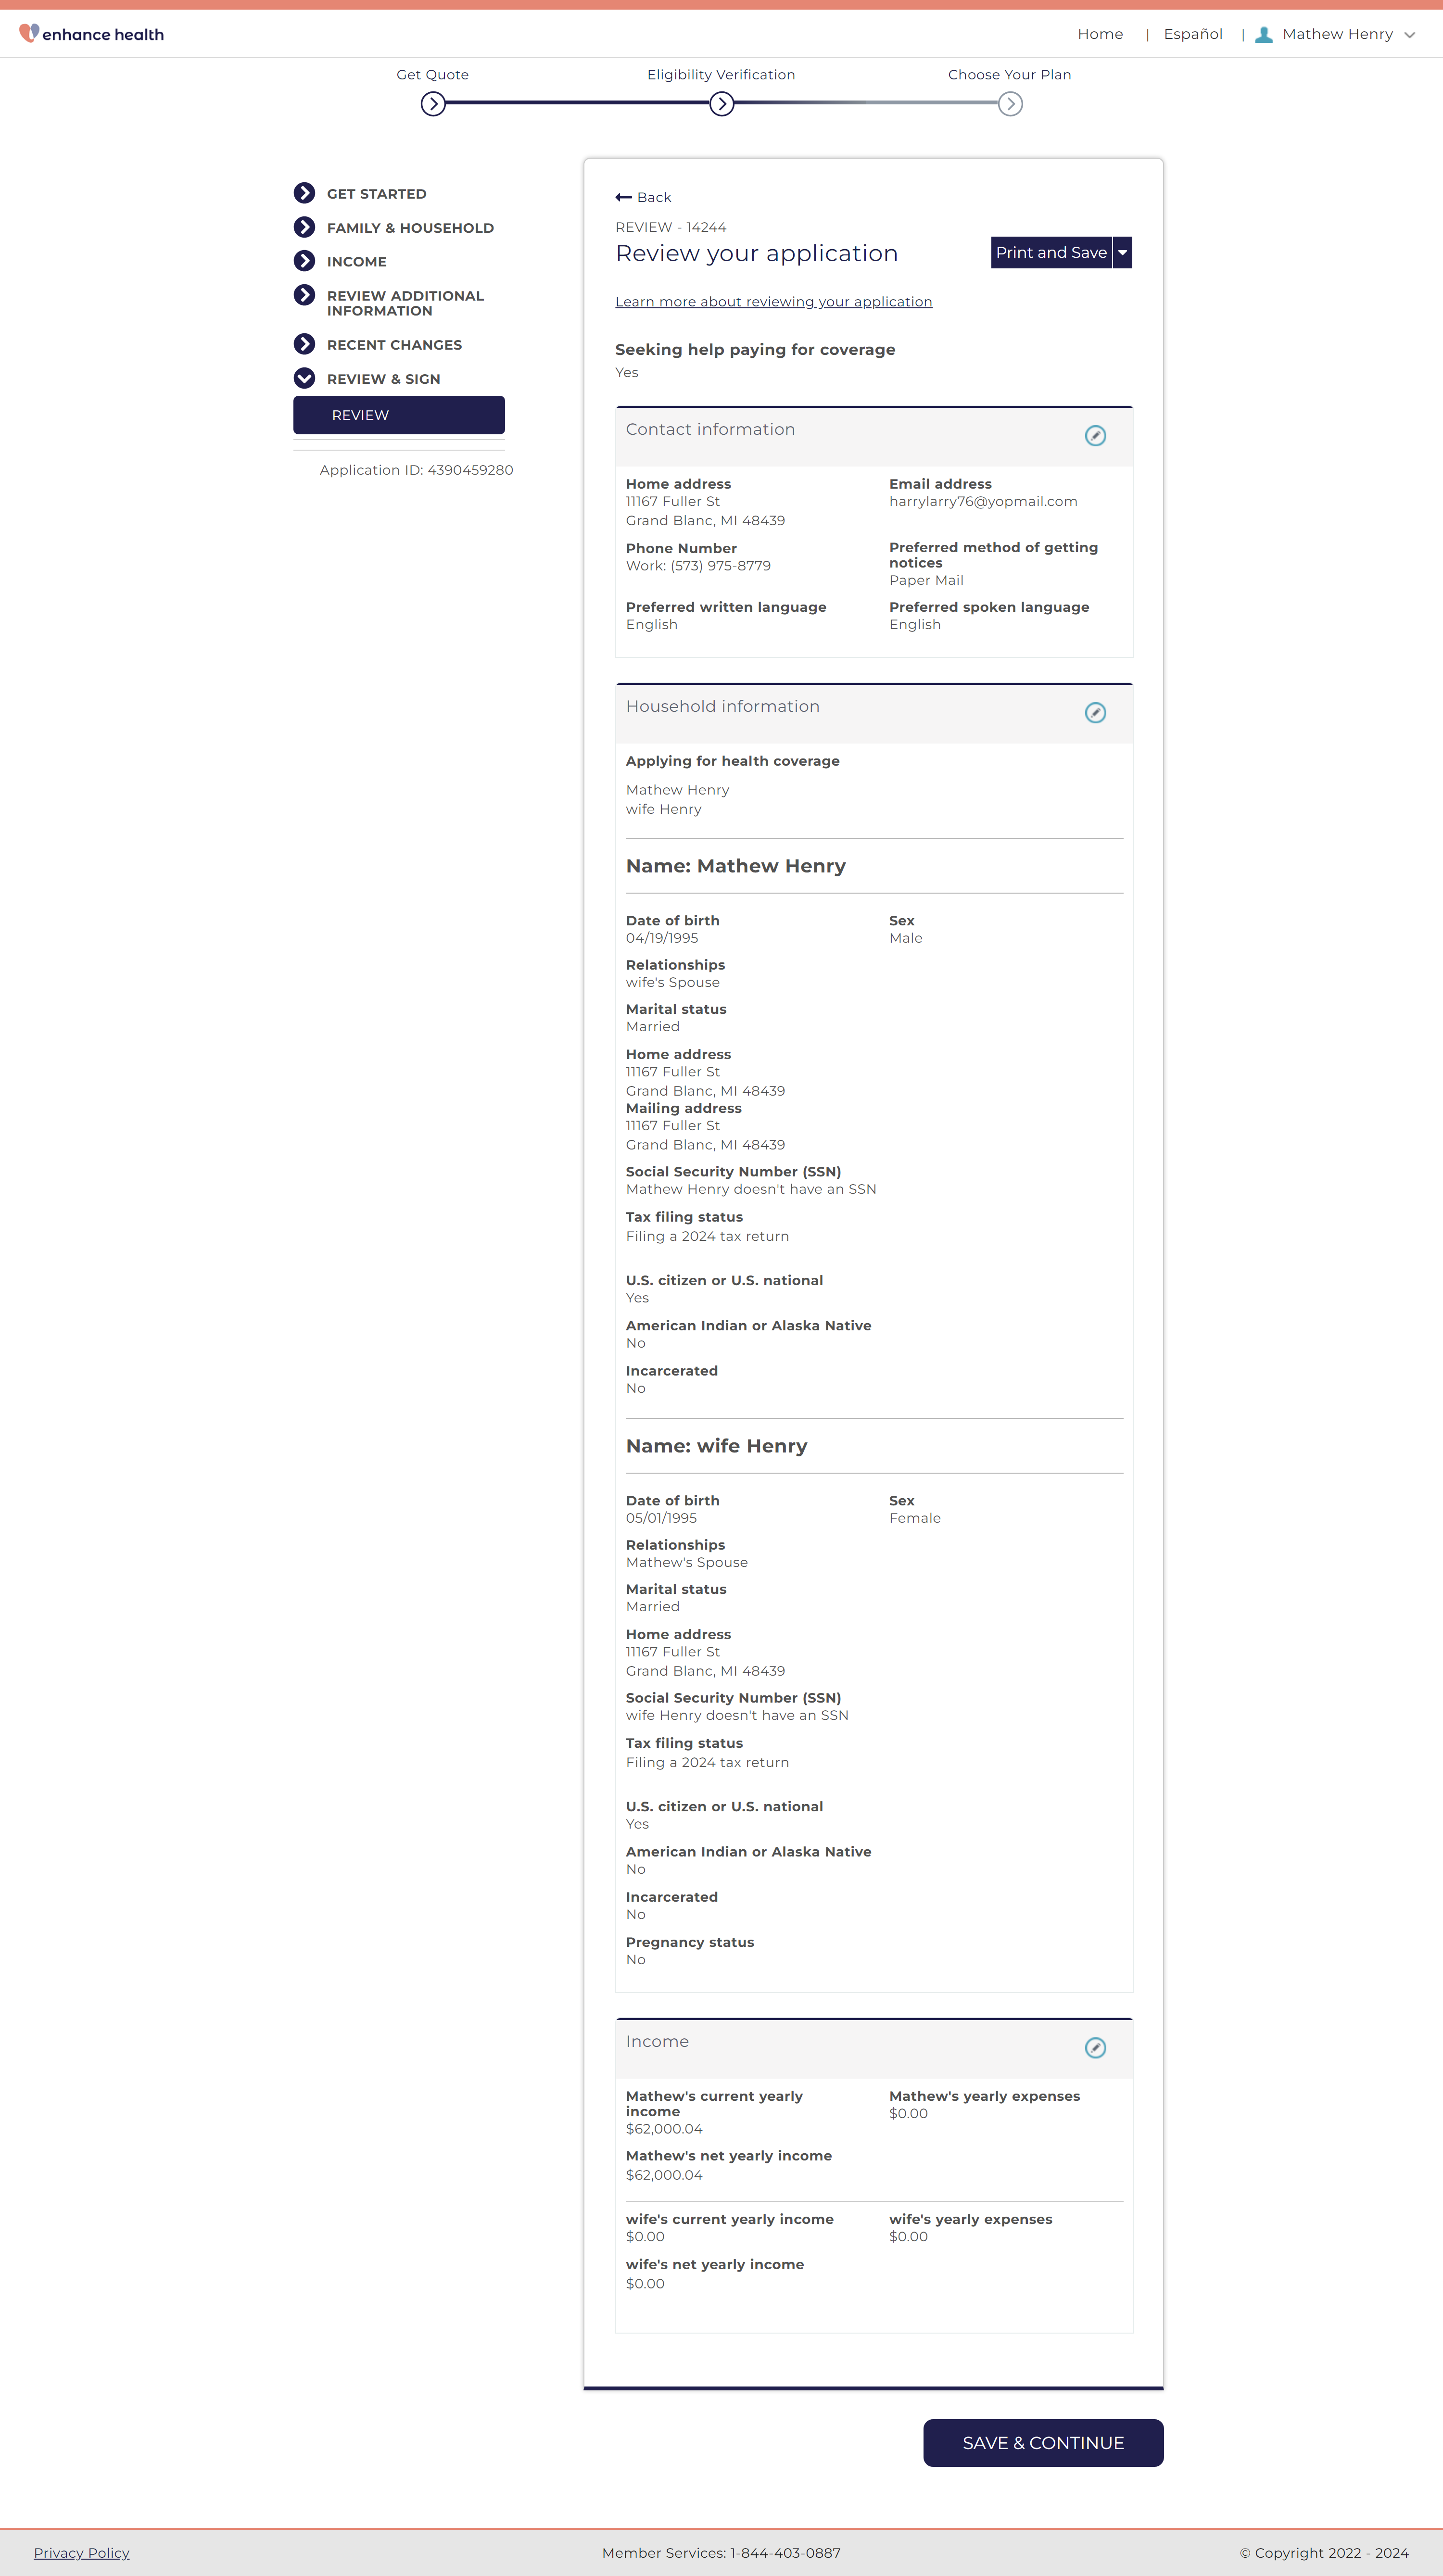 enhance health
Home | Español | Mathew Henry
Get Quote
Eligibility Verification
Choose Your Plan
GET STARTED
FAMILY & HOUSEHOLD
INCOME
REVIEW ADDITIONAL
INFORMATION
RECENT CHANGES
REVIEW & SIGN
REVIEW
Application ID: 4390459280
Back
REVIEW - 14244
Review your application
Print and Save
Learn more about reviewing your application
Seeking help paying for coverage
Yes
Contact information
Home address
11167 Fuller St
Grand Blanc, MI 48439
Email address
harrylarry76@yopmail.com
Phone Number
Work: (573) 975-8779
Preferred method of getting
notices
Paper Mail
Preferred written language
English
Preferred spoken language
English
Household information
Applying for health coverage
Mathew Henry
wife Henry
Name: Mathew Henry
Date of birth
04/19/1995
Sex
Male
Relationships
wife's Spouse
Marital status
Married
Home address
11167 Fuller St
Grand Blanc, MI 48439
Mailing address
11167 Fuller St
Grand Blanc, MI 48439
Social Security Number (SSN)
Mathew Henry doesn't have an SSN
Tax filing status
Filing a 2024 tax return
U.S. citizen or U.S. national
Yes
American Indian or Alaska Native
No
Incarcerated
No
Name: wife Henry
Date of birth
05/01/1995
Sex
Female
Relationships
Mathew's Spouse
Marital status
Married
Home address
11167 Fuller St
Grand Blanc, MI 48439
Social Security Number (SSN)
wife Henry doesn't have an SSN
Tax filing status
Filing a 2024 tax return
U.S. citizen or U.S. national
Yes
American Indian or Alaska Native
No
Incarcerated
No
Pregnancy status
No
Income
Mathew's current yearly
income
$62,000.04
Mathew's yearly expenses
$0.00
Mathew's net yearly income
$62,000.04
wife's current yearly income
$0.00
wife's yearly expenses
$0.00
wife's net yearly income
$0.00
SAVE & CONTINUE
Privacy Policy
Member Services: 1-844-403-0887
© Copyright 2022 - 2024